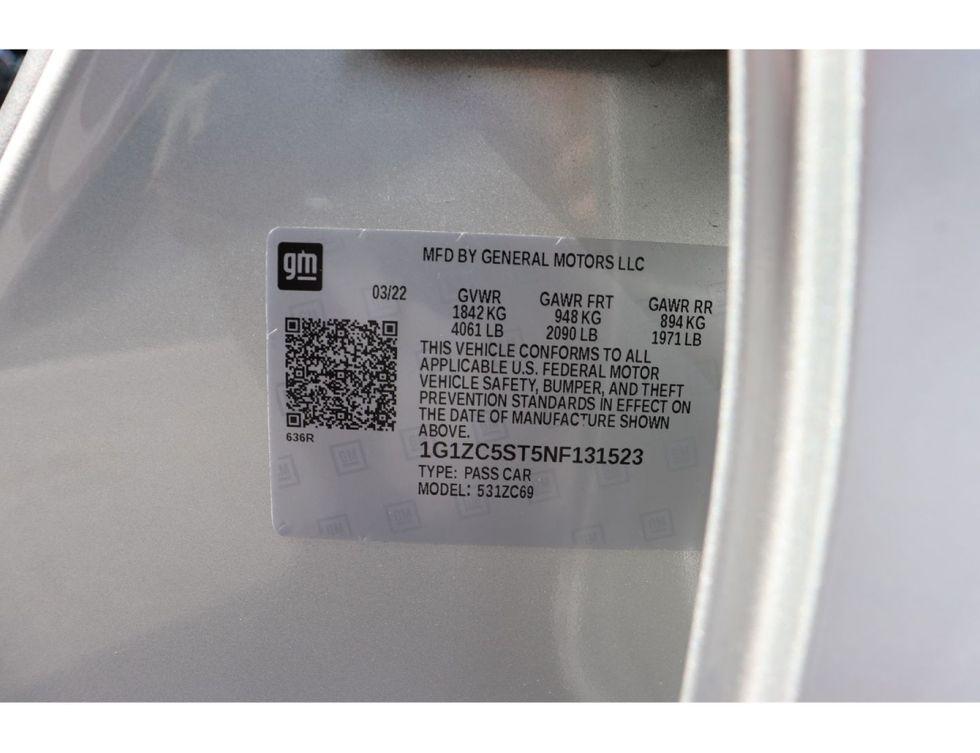 gm
MFD BY GENERAL MOTORS LLC
03/22 GVWR GAWR FRT GAWR RR
1842 KG 948 KG 894 KG
4061 LB 2090 LB 1971 LB
THIS VEHICLE CONFORMS TO ALL
APPLICABLE U.S. FEDERAL MOTOR
VEHICLE SAFETY, BUMPER, AND THEFT
PREVENTION STANDARDS IN EFFECT ON
THE DATE OF MANUFACTURE SHOWN
ABOVE.
636R
1G1ZC5ST5NF131523
TYPE: PASS CAR
MODEL: 531ZC69